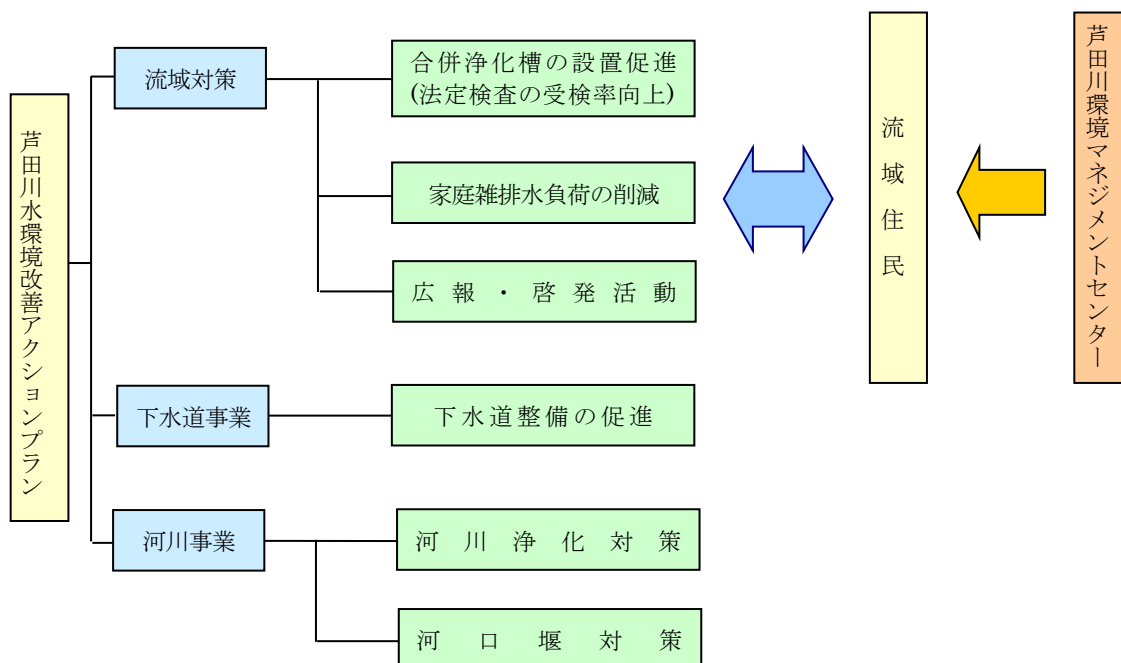 芦田川水環境改善アクションプラン
流域対策
合併浄化槽の設置促進
(法定検査の受検率向上)
家庭雑排水負荷の削減
広報・啓発活動
下水道事業
下水道整備の促進
河川事業
河川浄化対策
河口堰対策
流域住民
芦田川環境マネジメントセンター